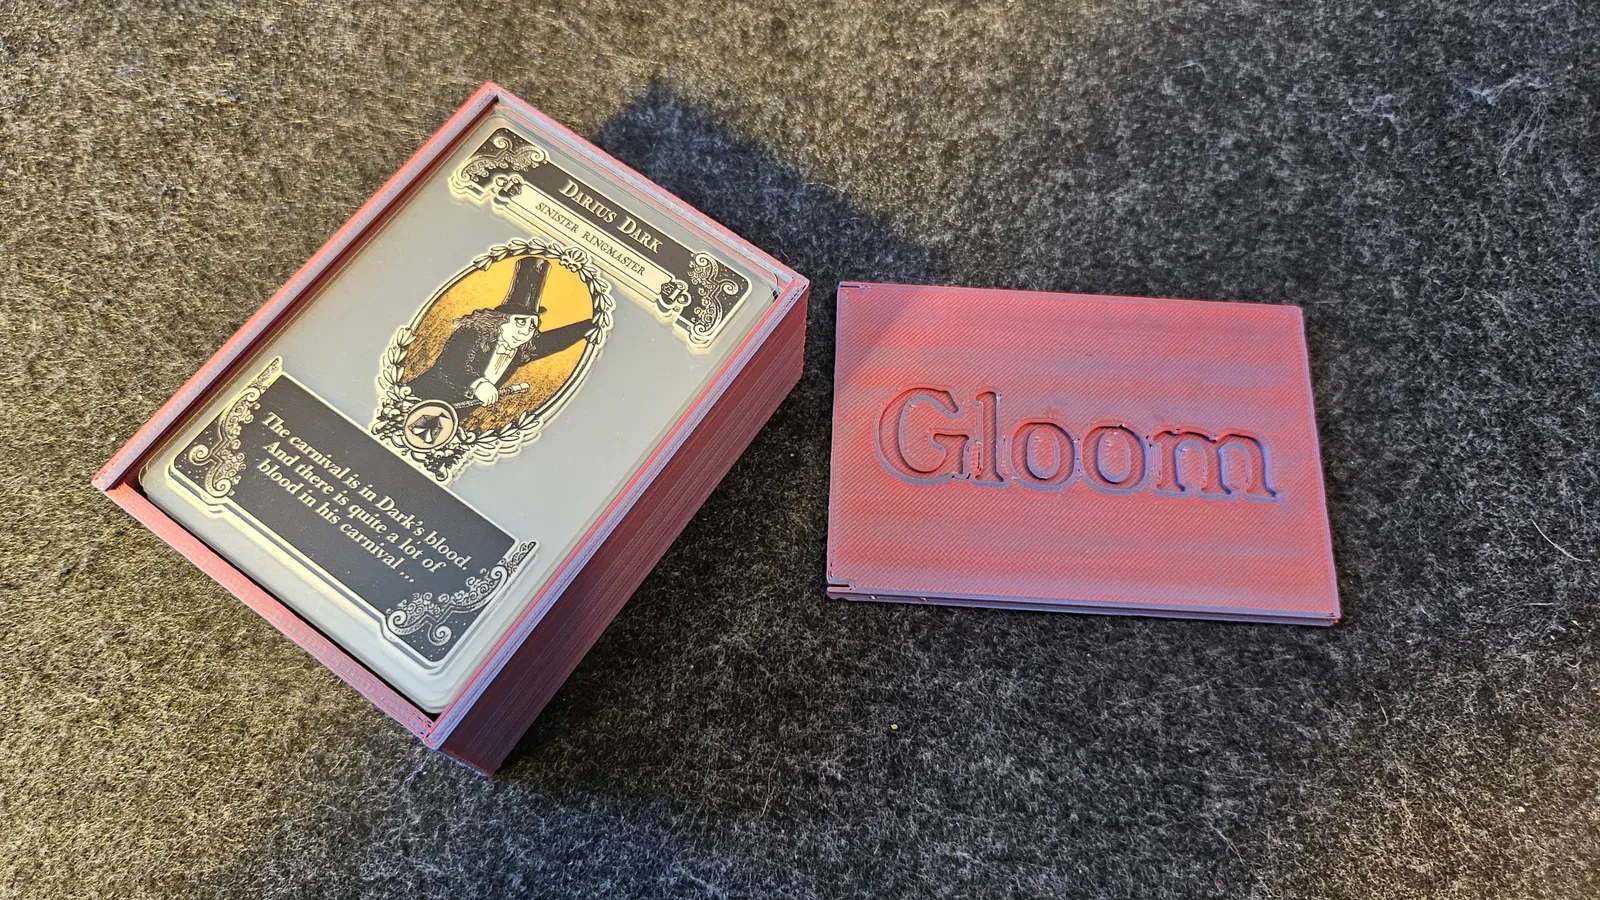 DARIUS DARK
SINISTER RINGMASTER
The carnival is in Dark's blood.
And there is quite a lot of
blood in his carnival ...
Gloom